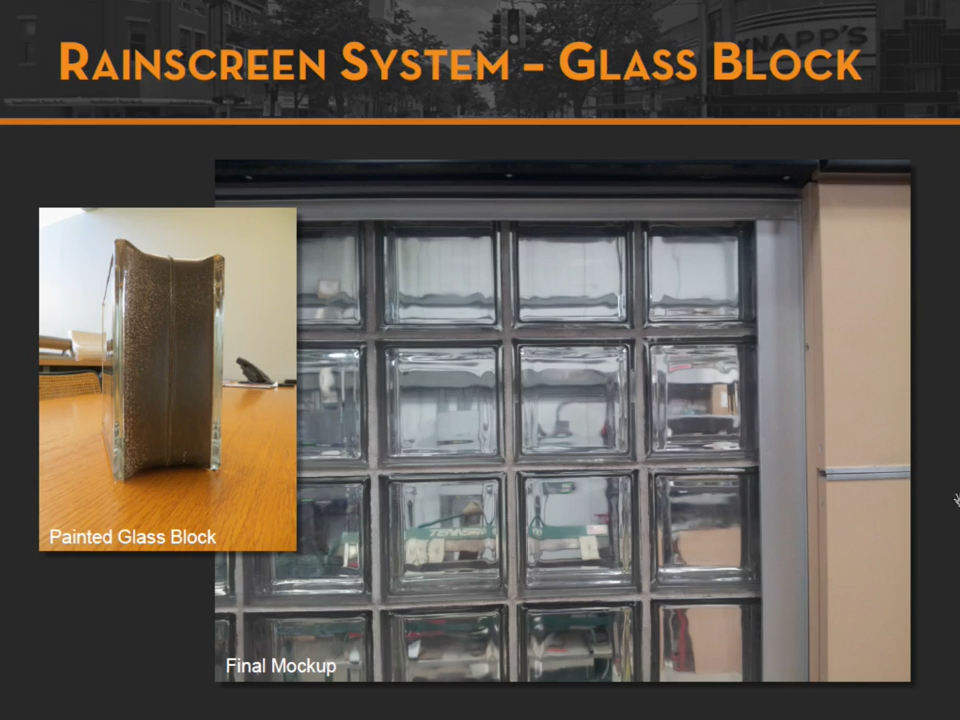 RAINSCREEN SYSTEM – GLASS BLOCK
KNAPP'S
Painted Glass Block
Final Mockup